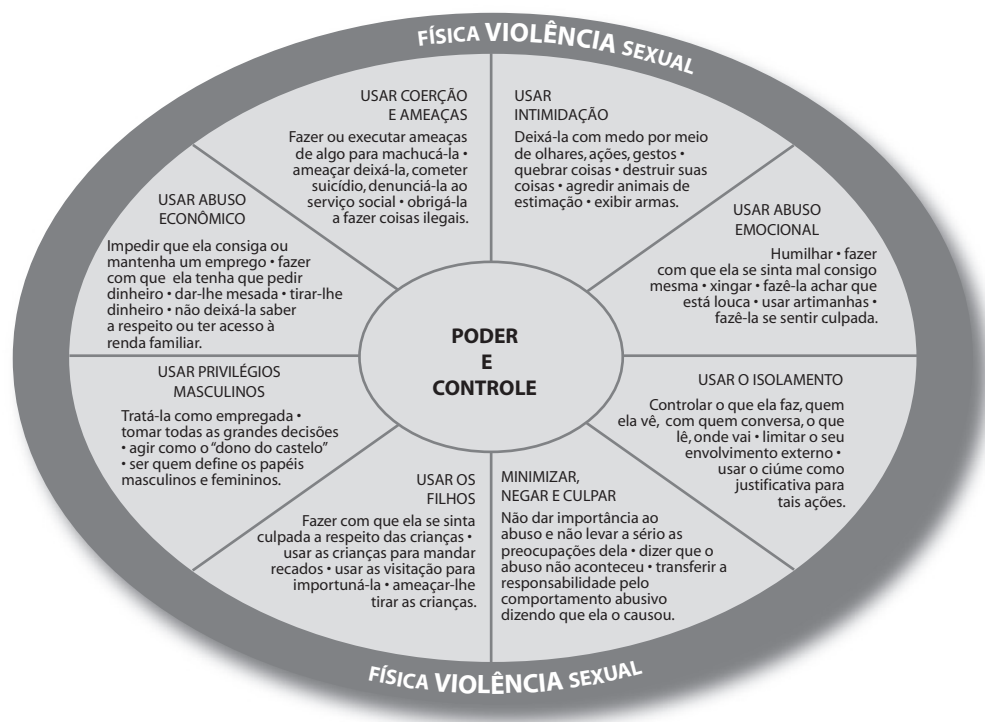 FÍSICA VIOLÊNCIA SEXUAL
USAR COERÇÃO
E AMEAÇAS
Fazer ou executar ameaças
de algo para machucá-la •
ameaçar deixá-la, cometer
suicídio, denunciá-la ao
serviço social • obrigá-la
a fazer coisas ilegais.
USAR
INTIMIDAÇÃO
Deixá-la com medo por meio
de olhares, ações, gestos •
quebrar coisas • destruir suas
coisas • agredir animais de
estimação • exibir armas.
USAR ABUSO
ECONÔMICO
Impedir que ela consiga ou
mantenha um emprego • fazer
com que ela tenha que pedir
dinheiro • dar-lhe mesada • tirar-lhe
dinheiro • não deixá-la saber
a respeito ou ter acesso à
renda familiar.
USAR ABUSO
EMOCIONAL
Humilhar • fazer
com que ela se sinta mal consigo
mesma • xingar • fazê-la achar que
está louca • usar artimanhas •
fazê-la se sentir culpada.
PODER
E
CONTROLE
USAR PRIVILÉGIOS
MASCULINOS
Tratá-la como empregada •
tomar todas as grandes decisões
• agir como o "dono do castelo"
• ser quem define os papéis
masculinos e femininos.
USAR O ISOLAMENTO
Controlar o que ela faz, quem
ela vê, com quem conversa, o que
lê, onde vai • limitar o seu
envolvimento externo •
usar o ciúme como
justificativa para
tais ações.
USAR OS
FILHOS
Fazer com que ela se sinta
culpada a respeito das crianças •
usar as crianças para mandar
recados • usar as visitação para
importuná-la • ameaçar-lhe
tirar as crianças.
MINIMIZAR,
NEGAR E CULPAR
Não dar importância ao
abuso e não levar a sério as
preocupações dela • dizer que o
abuso não aconteceu • transferir a
responsabilidade pelo
comportamento abusivo
dizendo que ela o causou.
FÍSICA VIOLÊNCIA SEXUAL